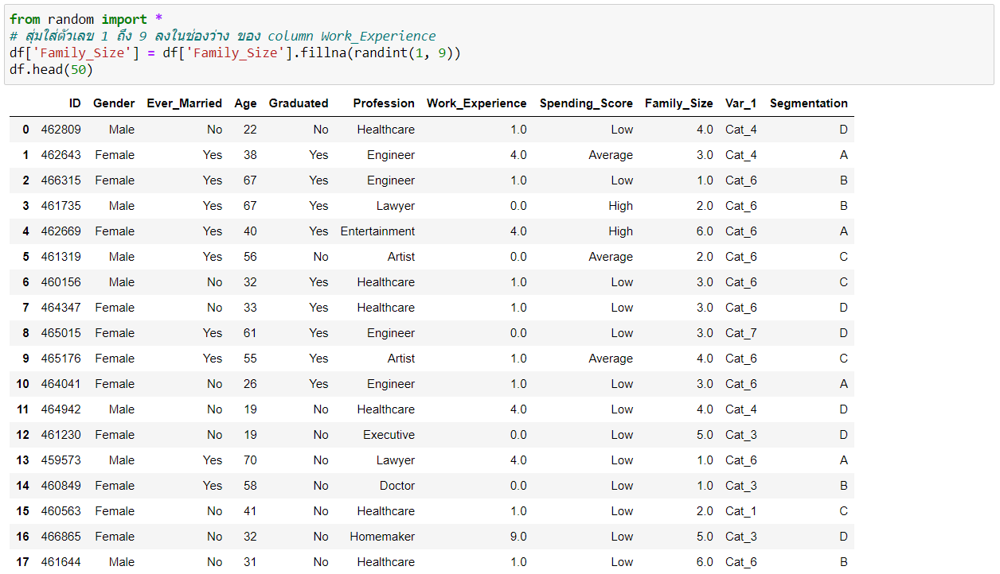 from random import *
# สุ่มใส่ตัวเลข 1 ถึง 9 ลงในช่องว่าง ของ column Work_Experience
df['Family_Size'] = df['Family_Size'].fillna(randint(1, 9))
df.head(50)
ID Gender Ever_Married Age Graduated Profession Work_Experience Spending_Score Family_Size Var_1 Segmentation
0 462809 Male No 22 No Healthcare 1.0 Low 4.0 Cat_4 D
1 462643 Female Yes 38 Yes Engineer 4.0 Average 3.0 Cat_4 A
2 466315 Female Yes 67 Yes Engineer 1.0 Low 1.0 Cat_6 B
3 461735 Male Yes 67 Yes Lawyer 0.0 High 2.0 Cat_6 B
4 462669 Female Yes 40 Yes Entertainment 4.0 High 6.0 Cat_6 A
5 461319 Male Yes 56 No Artist 0.0 Average 2.0 Cat_6 C
6 460156 Male No 32 Yes Healthcare 1.0 Low 3.0 Cat_6 C
7 464347 Female No 33 Yes Healthcare 1.0 Low 3.0 Cat_6 D
8 465015 Female Yes 61 Yes Engineer 0.0 Low 3.0 Cat_7 D
9 465176 Female Yes 55 Yes Artist 1.0 Average 4.0 Cat_6 C
10 464041 Female No 26 Yes Engineer 1.0 Low 3.0 Cat_6 A
11 464942 Male No 19 No Healthcare 4.0 Low 4.0 Cat_4 D
12 461230 Female No 19 No Executive 0.0 Low 5.0 Cat_3 D
13 459573 Male Yes 70 No Lawyer 4.0 Low 1.0 Cat_6 A
14 460849 Female Yes 58 No Doctor 0.0 Low 1.0 Cat_3 B
15 460563 Female No 41 No Healthcare 1.0 Low 2.0 Cat_1 C
16 466865 Female No 32 No Homemaker 9.0 Low 5.0 Cat_3 D
17 461644 Male No 31 No Healthcare 1.0 Low 6.0 Cat_6 B